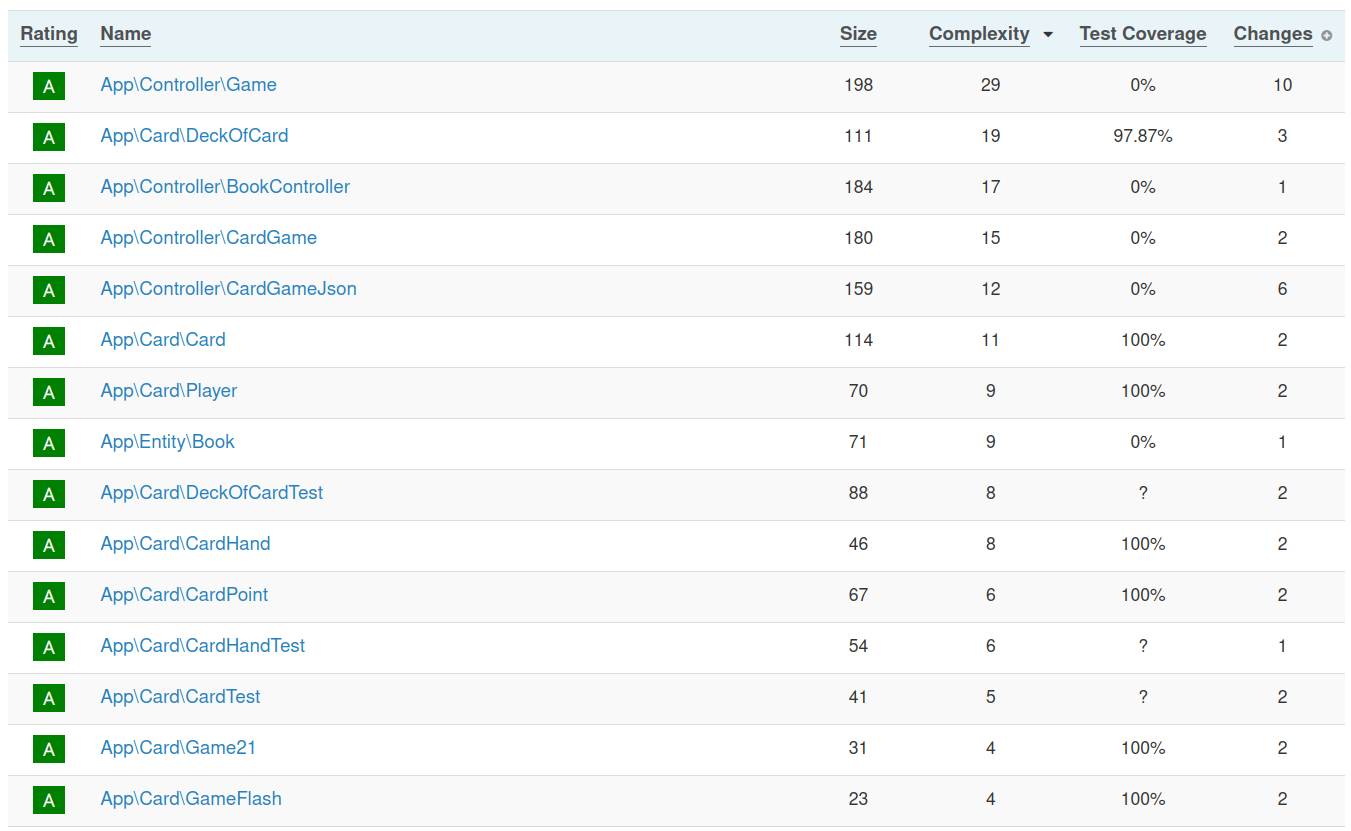 Rating Name Size Complexity Test Coverage Changes
A App\Controller\Game 198 29 0% 10
A App\Card\DeckOfCard 111 19 97.87% 3
A App\Controller\BookController 184 17 0% 1
A App\Controller\CardGame 180 15 0% 2
A App\Controller\CardGameJson 159 12 0% 6
A App\Card\Card 114 11 100% 2
A App\Card\Player 70 9 100% 2
A App\Entity\Book 71 9 0% 1
A App\Card\DeckOfCardTest 88 8 ? 2
A App\Card\CardHand 46 8 100% 2
A App\Card\CardPoint 67 6 100% 2
A App\Card\CardHandTest 54 6 ? 1
A App\Card\CardTest 41 5 ? 2
A App\Card\Game21 31 4 100% 2
A App\Card\GameFlash 23 4 100% 2